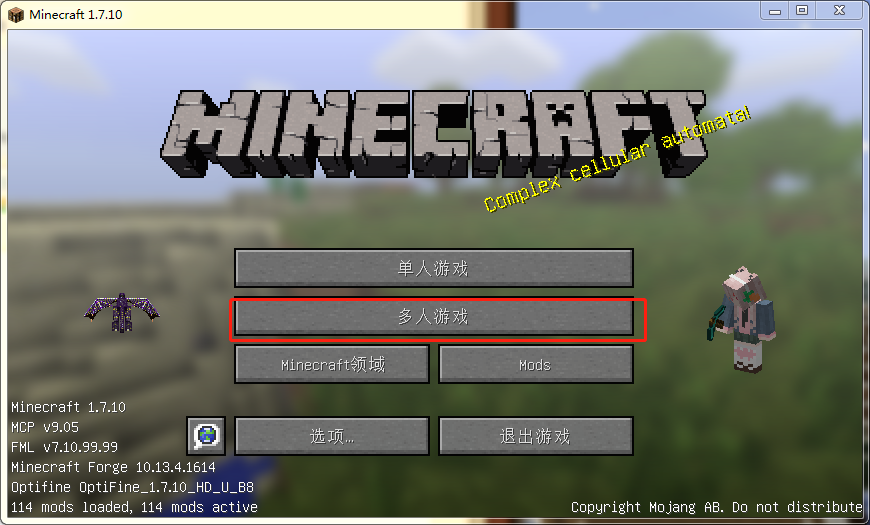 Minecraft 1.7.10
MINECRAFT
Complex cellular automata!
单人游戏
多人游戏
Minecraft领域
Mods
选项…
退出游戏
Minecraft 1.7.10
MCP v9.05
FML v7.10.99.99
Minecraft Forge 10.13.4.1614
Optifine OptiFine_1.7.10_HD_U_B8
114 mods loaded, 114 mods active
Copyright Mojang AB. Do not distribute